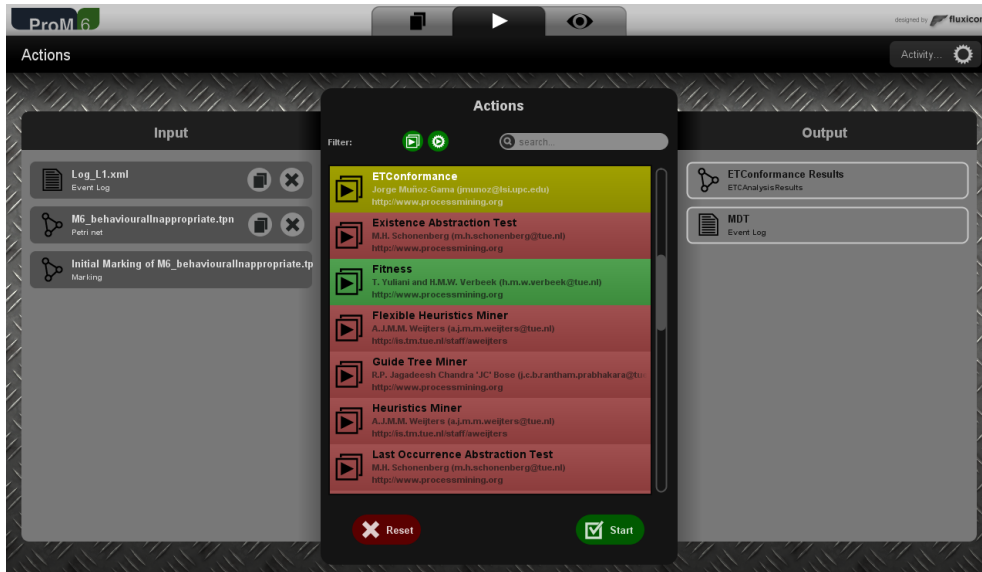 ProM 6
designed by fluxicon
Actions
Activity...
Input
Log_L1.xml
Event Log
M6_behaviouralInappropriate.tpn
Petri net
Initial Marking of M6_behaviouralInappropriate.tp
Marking
Actions
Filter:
search...
ETConformance
Jorge Muñoz-Gama (jmunoz@lsi.upc.edu)
http://www.processmining.org
Existence Abstraction Test
M.H. Schonenberg (m.h.schonenberg@tue.nl)
http://www.processmining.org
Fitness
T. Yuliani and H.M.W. Verbeek (h.m.w.verbeek@tue.nl)
http://www.processmining.org
Flexible Heuristics Miner
A.J.M.M. Weijters (a.j.m.m.weijters@tue.nl)
http://is.tm.tue.nl/staff/aweijters
Guide Tree Miner
R.P. Jagadeesh Chandra 'JC' Bose (j.c.b.rantham.prabhakara@tue
http://www.processmining.org
Heuristics Miner
A.J.M.M. Weijters (a.j.m.m.weijters@tue.nl)
http://is.tm.tue.nl/staff/aweijters
Last Occurrence Abstraction Test
M.H. Schonenberg (m.h.schonenberg@tue.nl)
http://www.processmining.org
Reset
Start
Output
ETConformance Results
ETCAnalysisResults
MDT
Event Log